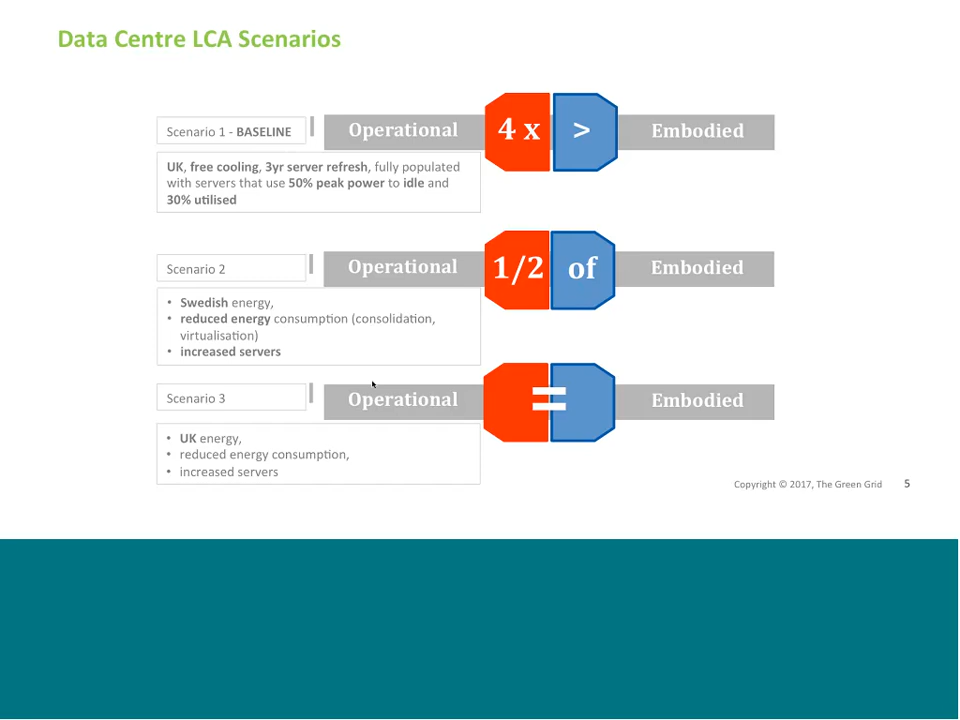 Data Centre LCA Scenarios
Scenario 1 - BASELINE
Operational
4 x
>
Embodied
UK, free cooling, 3yr server refresh, fully populated
with servers that use 50% peak power to idle and
30% utilised
Scenario 2
Operational
1/2
of
Embodied
• Swedish energy,
• reduced energy consumption (consolidation,
virtualisation)
• increased servers
Scenario 3
Operational
=
Embodied
• UK energy,
• reduced energy consumption,
• increased servers
Copyright © 2017, The Green Grid 5